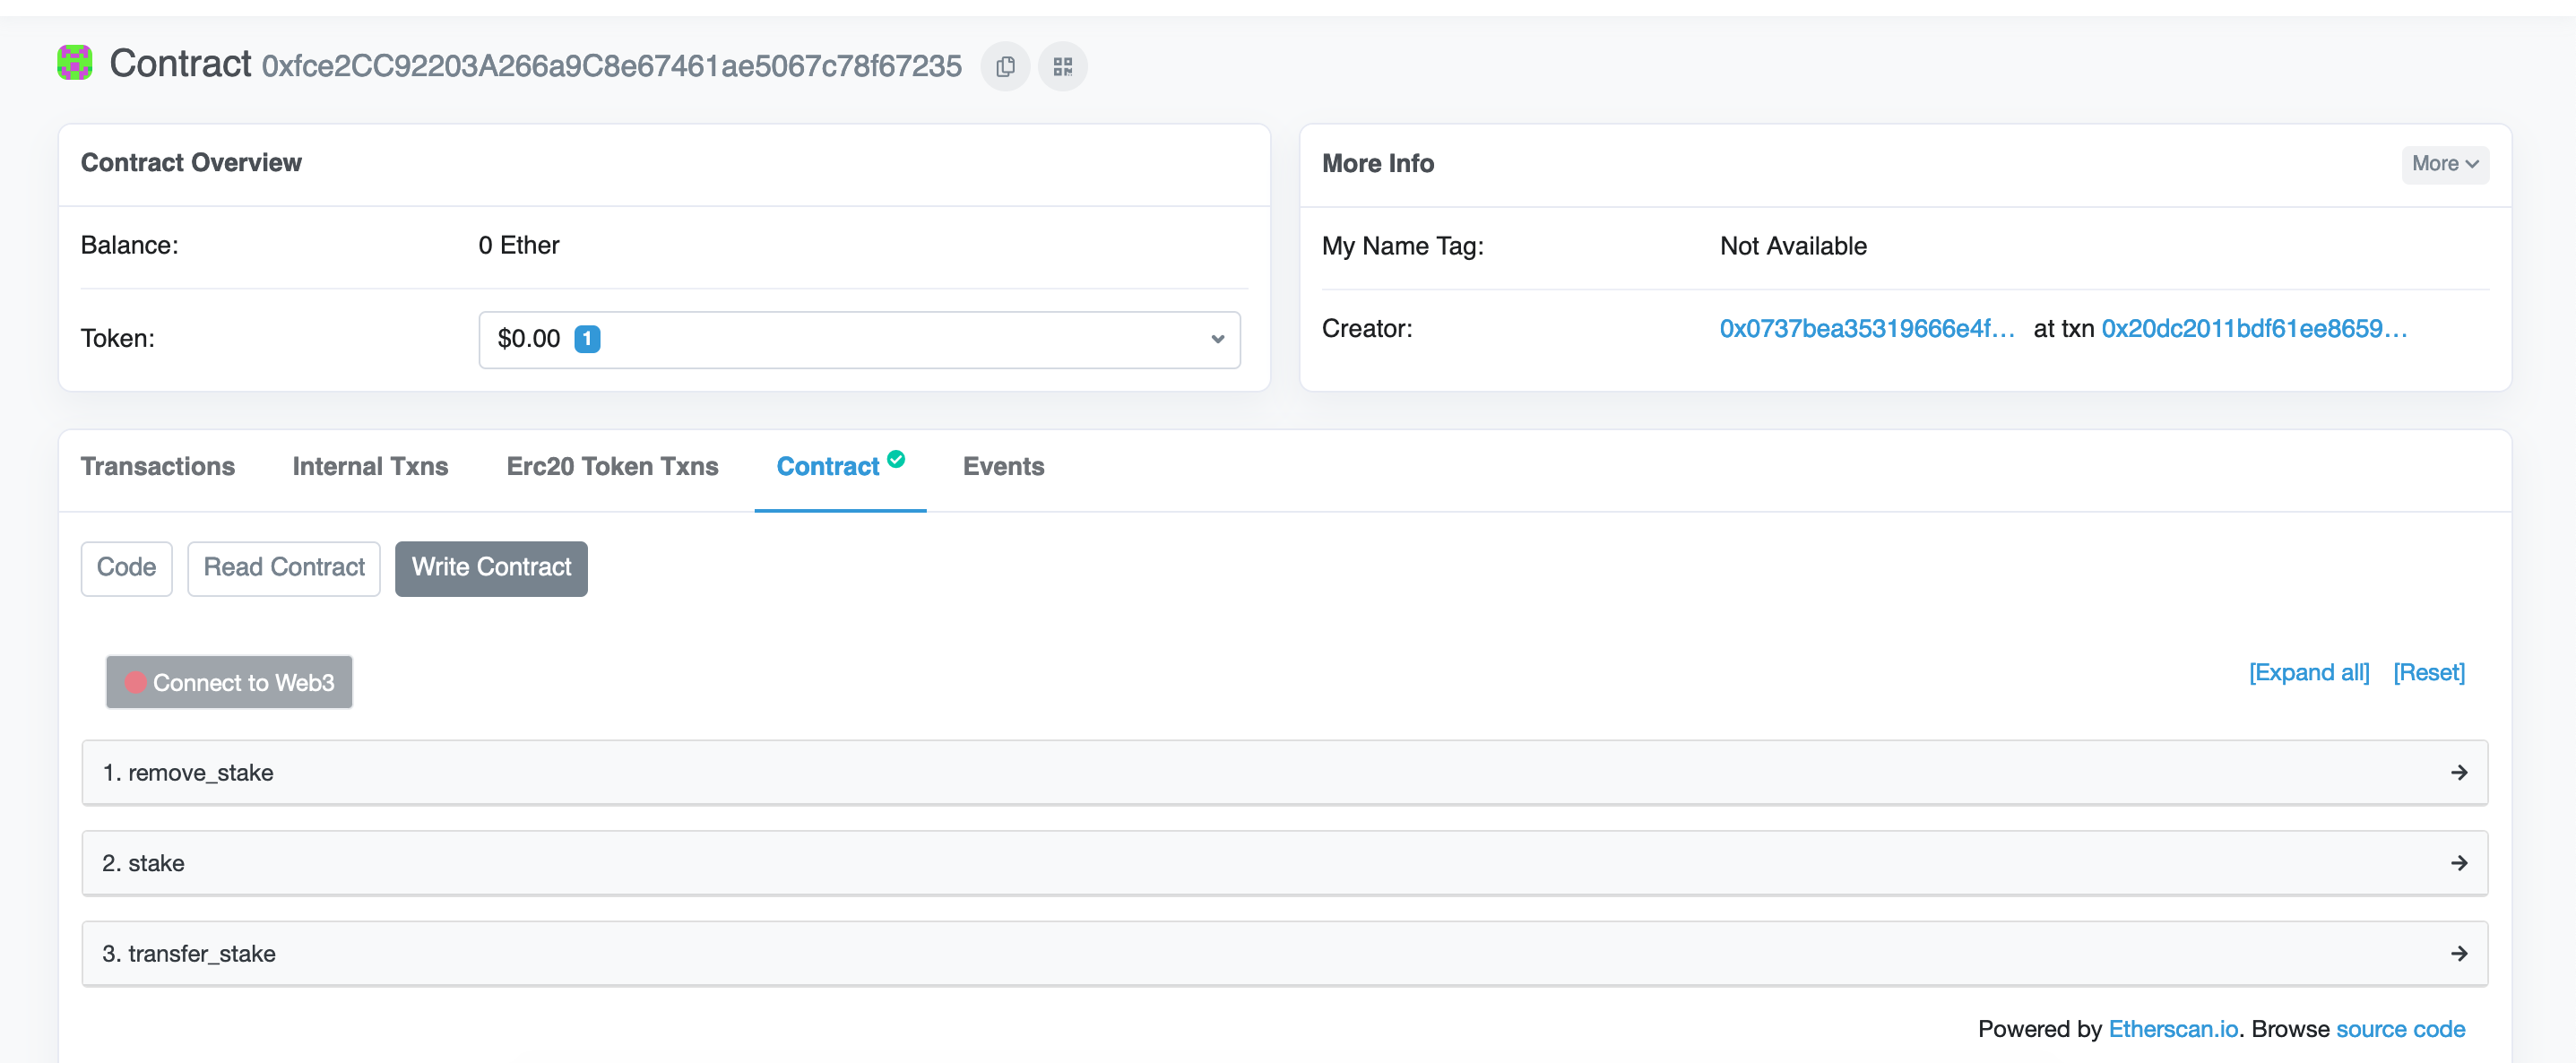 Contract 0xfce2CC92203A266a9C8e67461ae5067c78f67235
Contract Overview
Balance: 0 Ether
Token: $0.00 1
More Info
More
My Name Tag: Not Available
Creator: 0x0737bea35319666e4f... at txn 0x20dc2011bdf61ee8659...
Transactions Internal Txns Erc20 Token Txns Contract Events
Code Read Contract Write Contract
Connect to Web3
[Expand all] [Reset]
1. remove_stake
2. stake
3. transfer_stake
Powered by Etherscan.io. Browse source code